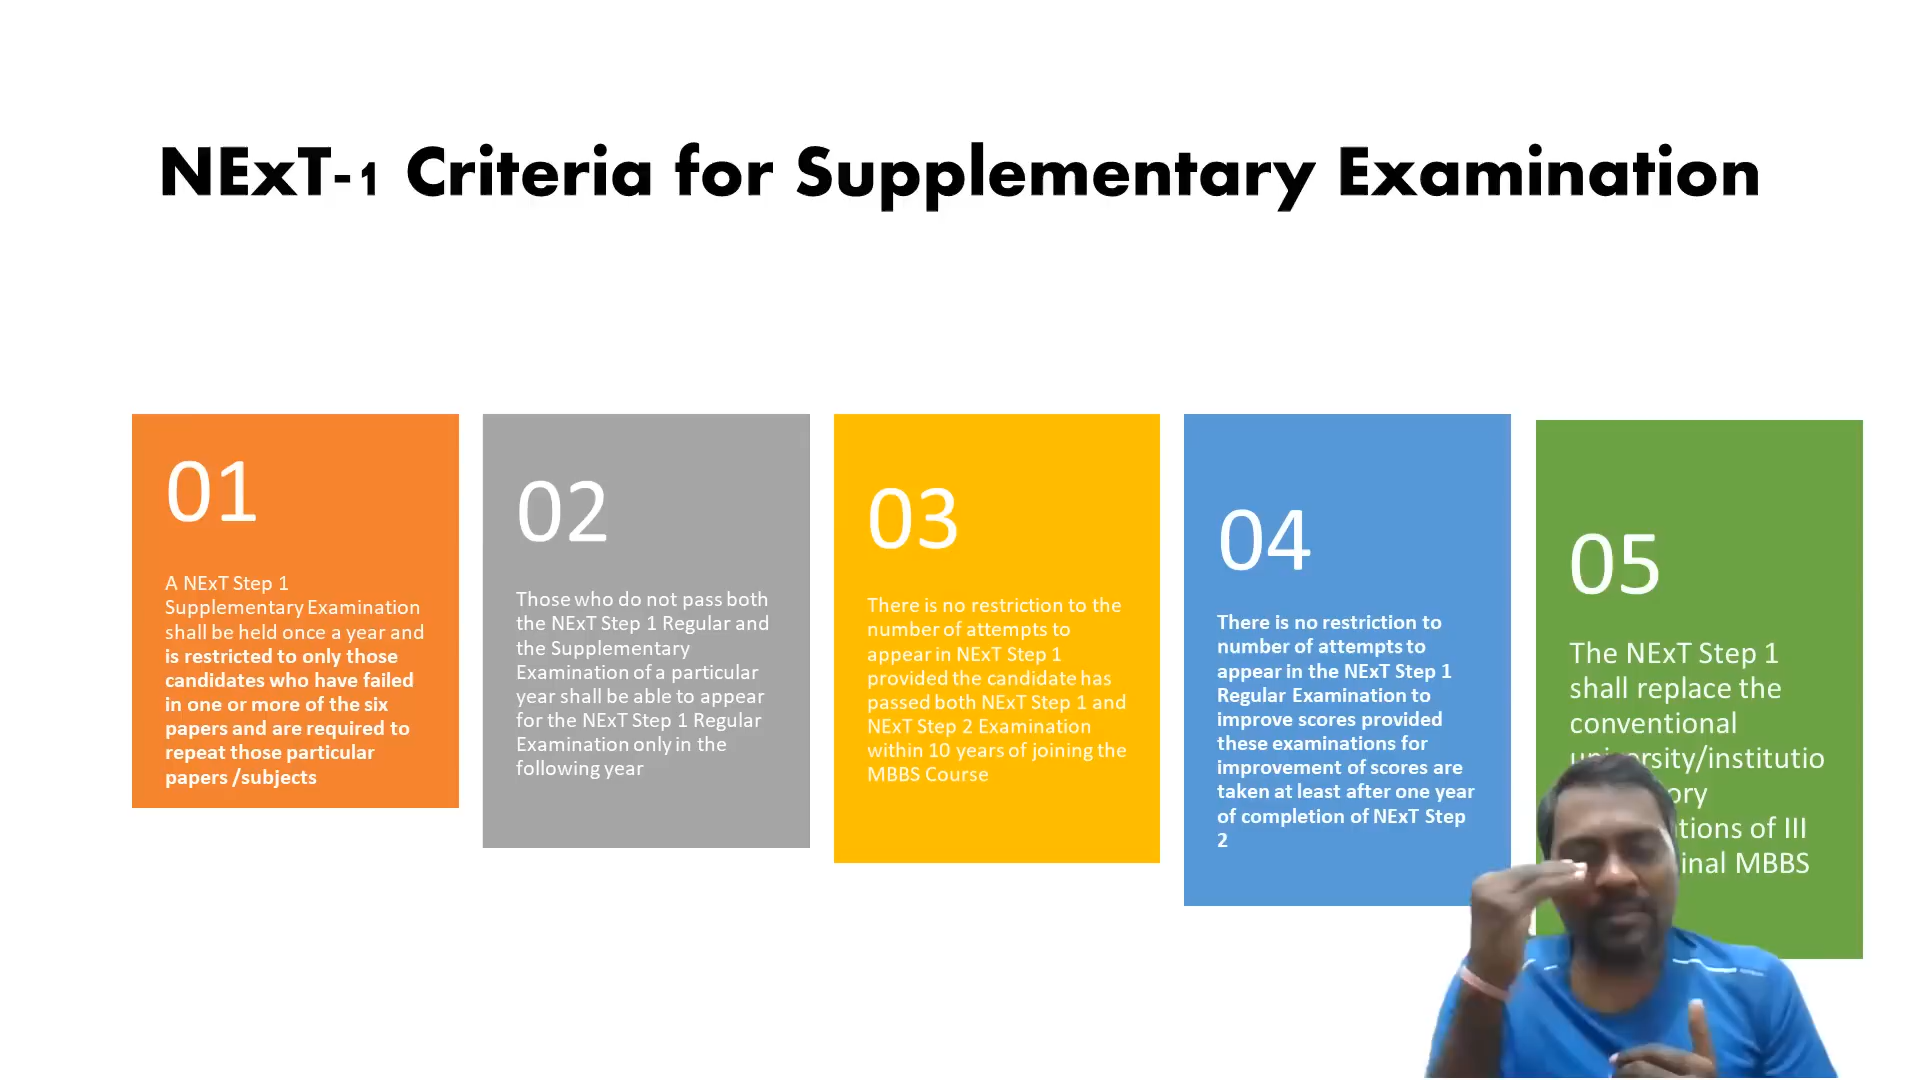 NExT-1 Criteria for Supplementary Examination
01
A NExT Step 1
Supplementary Examination
shall be held once a year and
is restricted to only those
candidates who have failed
in one or more of the six
papers and are required to
repeat those particular
papers /subjects
02
Those who do not pass both
the NExT Step 1 Regular and
the Supplementary
Examination of a particular
year shall be able to appear
for the NExT Step 1 Regular
Examination only in the
following year
03
There is no restriction to the
number of attempts to
appear in NExT Step 1
provided the candidate has
passed both NExT Step 1 and
NExT Step 2 Examination
within 10 years of joining the
MBBS Course
04
There is no restriction to
number of attempts to
appear in the NExT Step 1
Regular Examination to
improve scores provided
these examinations for
improvement of scores are
taken at least after one year
of completion of NExT Step
2
05
The NExT Step 1
shall replace the
conventional
university/institutio
of III
MBBS